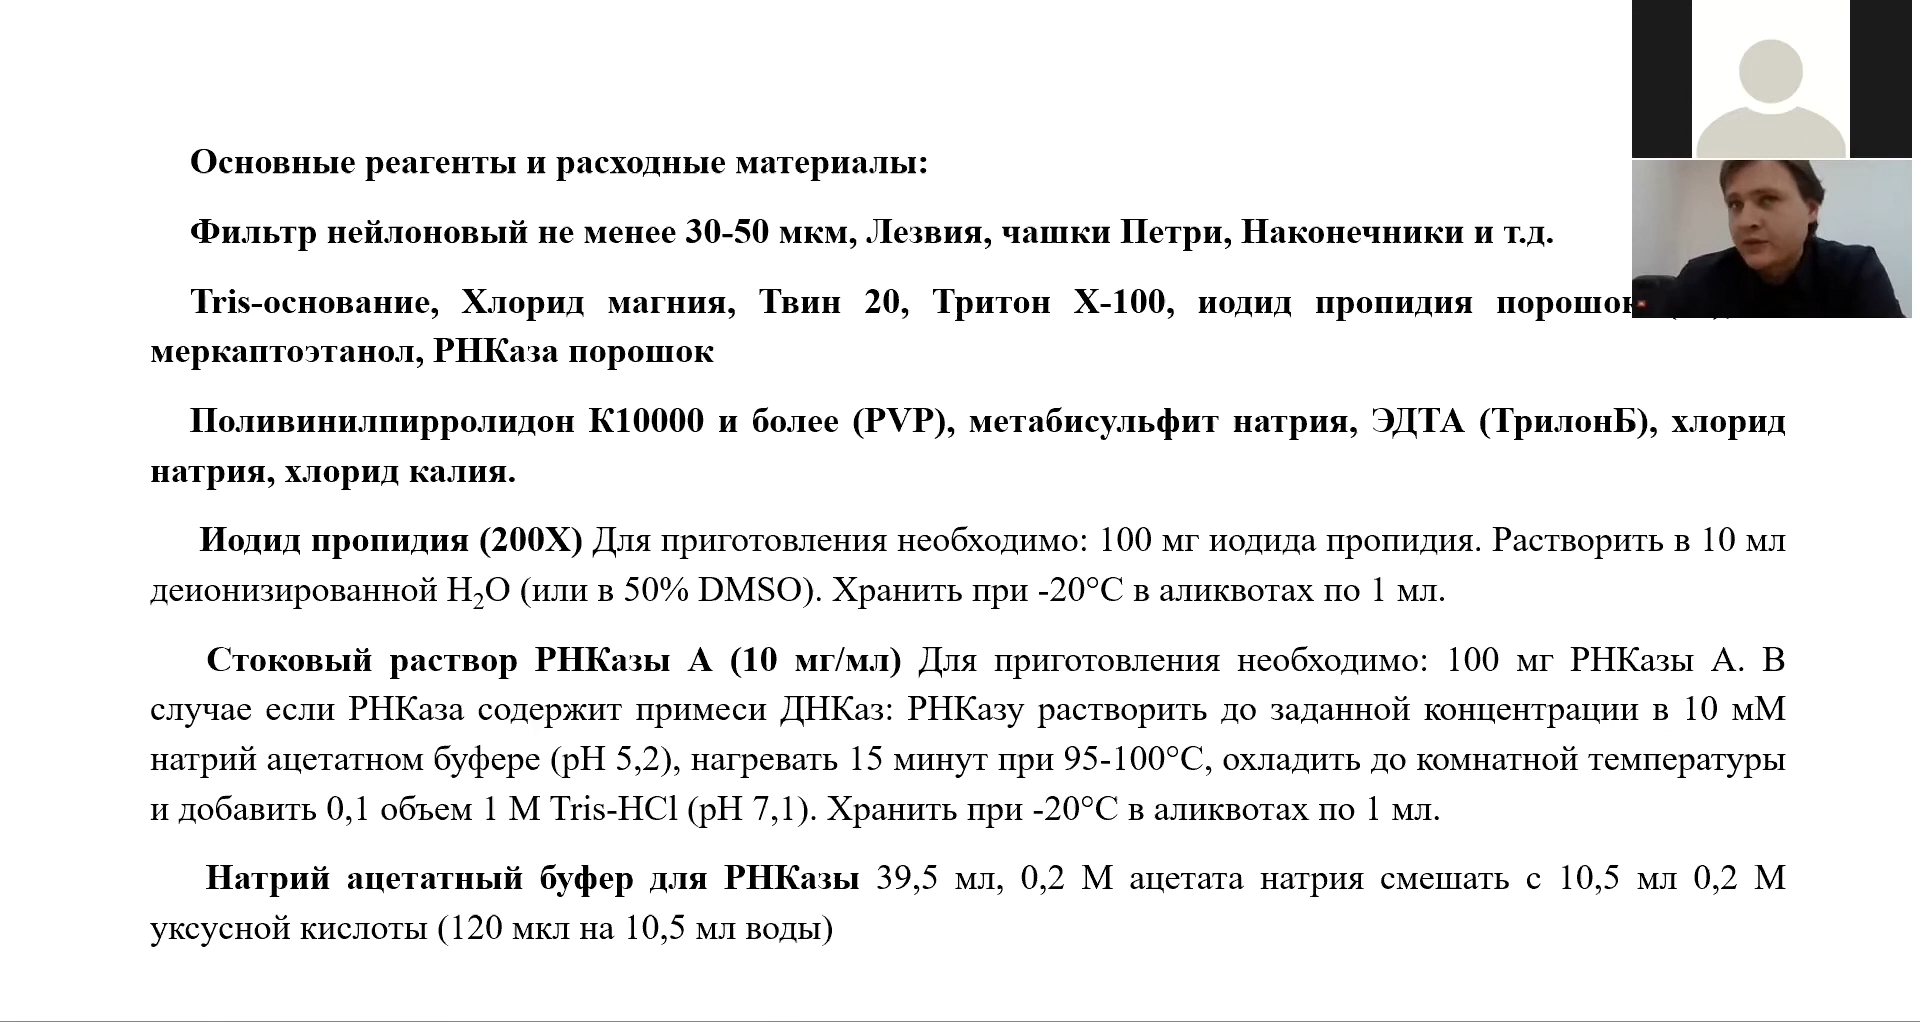 Основные реагенты и расходные материалы:
Фильтр нейлоновый не менее 30-50 мкм, Лезвия, чашки Петри, Наконечники и т.д.
Tris-основание, Хлорид магния, Твин 20, Тритон X-100, иодид пропидия порошок
меркаптоэтанол, РНКаза порошок
Поливинилпирролидон К10000 и более (PVP), метабисульфит натрия, ЭДТА (ТрилонБ), хлорид
натрия, хлорид калия.
Иодид пропидия (200X) Для приготовления необходимо: 100 мг иодида пропидия. Растворить в 10 мл
деионизированной H₂O (или в 50% DMSO). Хранить при -20°C в аликвотах по 1 мл.
Стоковый раствор РНКазы А (10 мг/мл) Для приготовления необходимо: 100 мг РНКазы А. В
случае если РНКаза содержит примеси ДНКаз: РНКазу растворить до заданной концентрации в 10 мМ
натрий ацетатном буфере (pH 5,2), нагревать 15 минут при 95-100°C, охладить до комнатной температуры
и добавить 0,1 объем 1 М Tris-HCl (pH 7,1). Хранить при -20°C в аликвотах по 1 мл.
Натрий ацетатный буфер для РНКазы 39,5 мл, 0,2 М ацетата натрия смешать с 10,5 мл 0,2 М
уксусной кислоты (120 мкл на 10,5 мл воды)